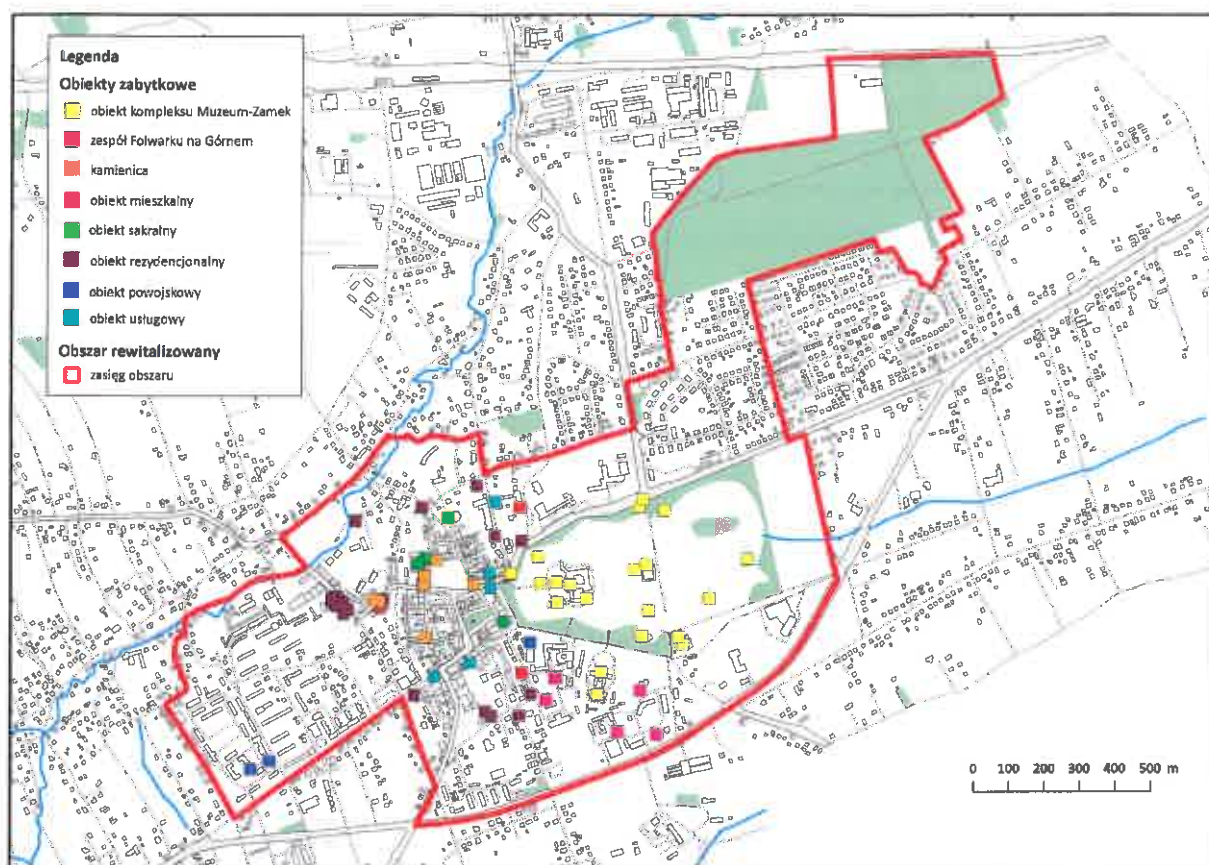 Legenda
Obiekty zabytkowe
obiekt kompleksu Muzeum-Zamek
zespół Folwarku na Górnem
kamienica
obiekt mieszkalny
obiekt sakralny
obiekt rezydencjonalny
obiekt powojskowy
obiekt usługowy
Obszar rewitalizowany
zasięg obszaru
0 100 200 300 400 500 m